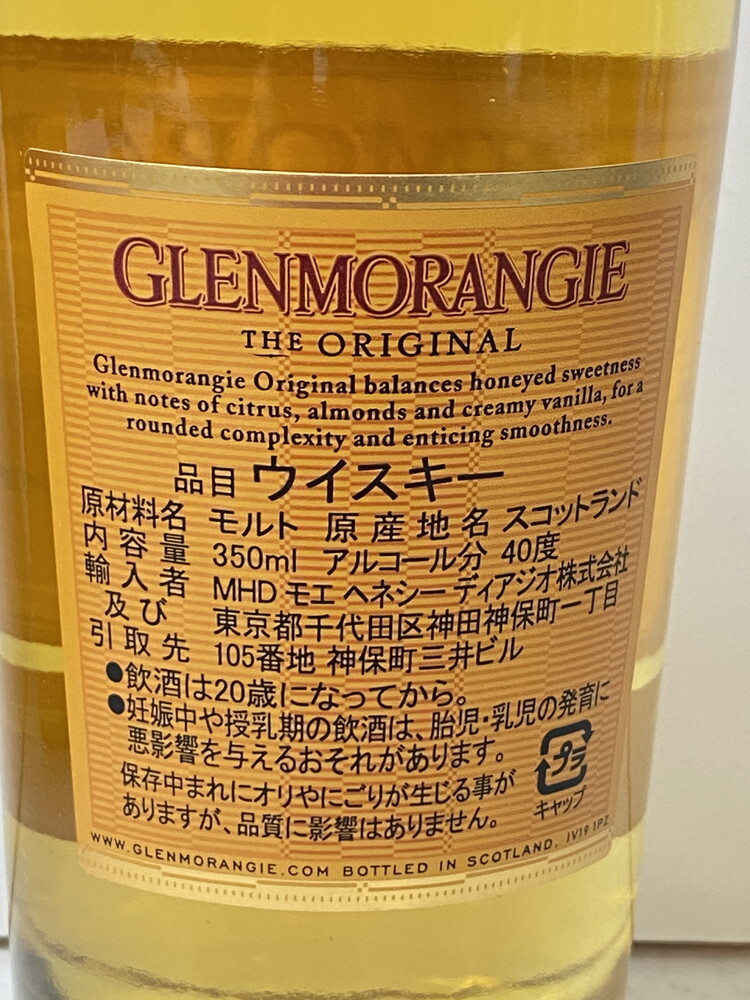 GLENMORANGIE
THE ORIGINAL
Glenmorangie Original balances honeyed sweetness
with notes of citrus, almonds and creamy vanilla, for a
rounded complexity and enticing smoothness.
品目 ウイスキー
原材料名 モルト 原産地名 スコットランド
内容量 350ml アルコール分 40度
輸入者 MHD モエ ヘネシー ディアジオ株式会社
及び 東京都千代田区神田神保町一丁目
引取先 105番地 神保町三井ビル
●飲酒は20歳になってから。
●妊娠中や授乳期の飲酒は、胎児・乳児の発育に
悪影響を与えるおそれがあります。
保存中まれにオリやにごりが生じる事が
ありますが、品質に影響はありません。
プラ
キャップ
WWW.GLENMORANGIE.COM BOTTLED IN SCOTLAND, IV19 1PZ